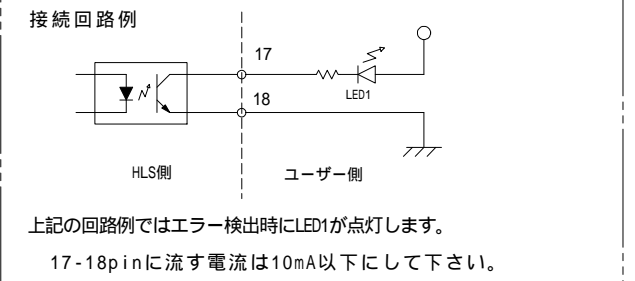 接続回路例
17
LED1
18
HLS側
ユーザー側
上記の回路例ではエラー検出時にLED1が点灯します。
17-18pinに流す電流は10mA以下にして下さい。